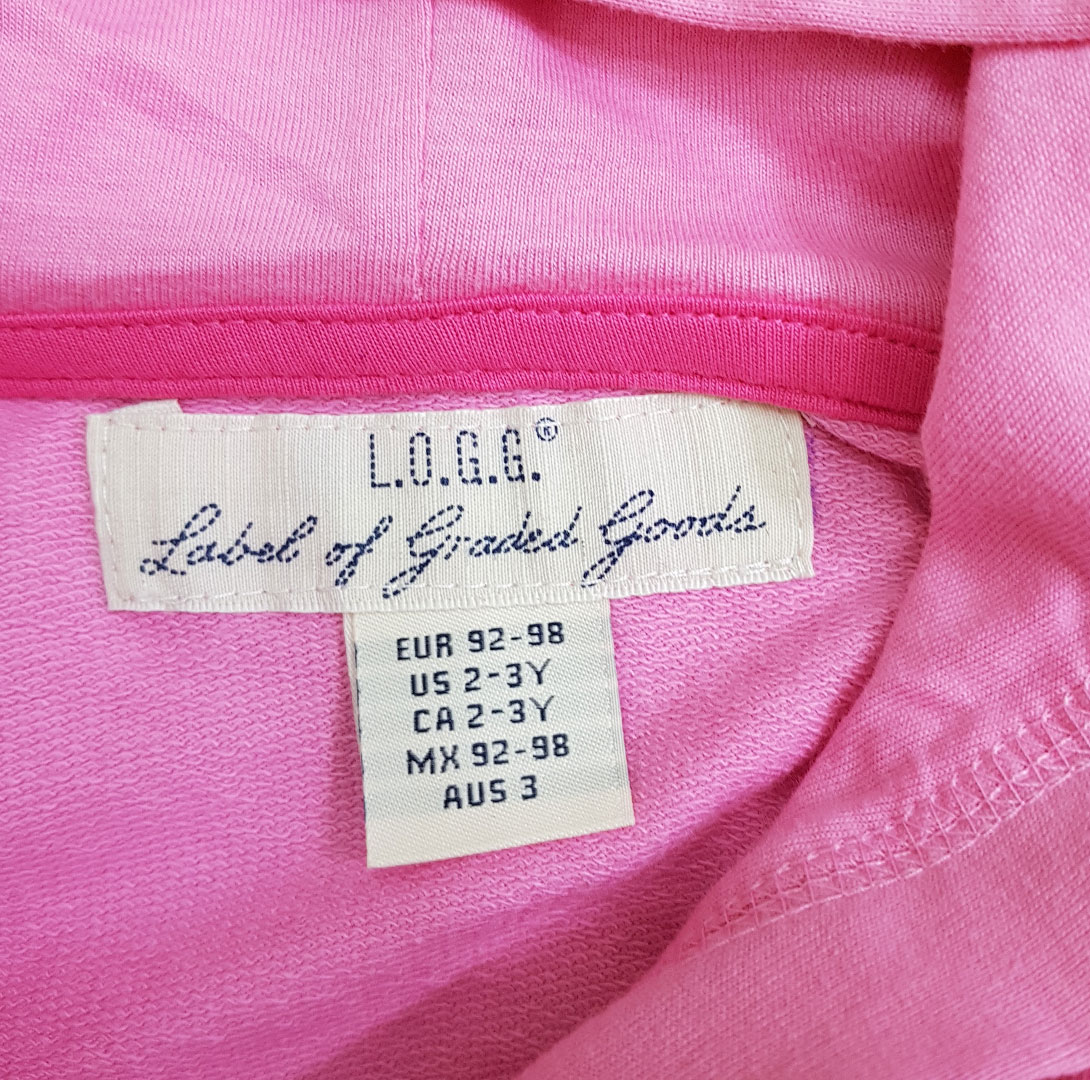 L.O.G.G.®
Label of Graded Goods
EUR 92-98
US 2-3Y
CA 2-3Y
MX 92-98
AUS 3